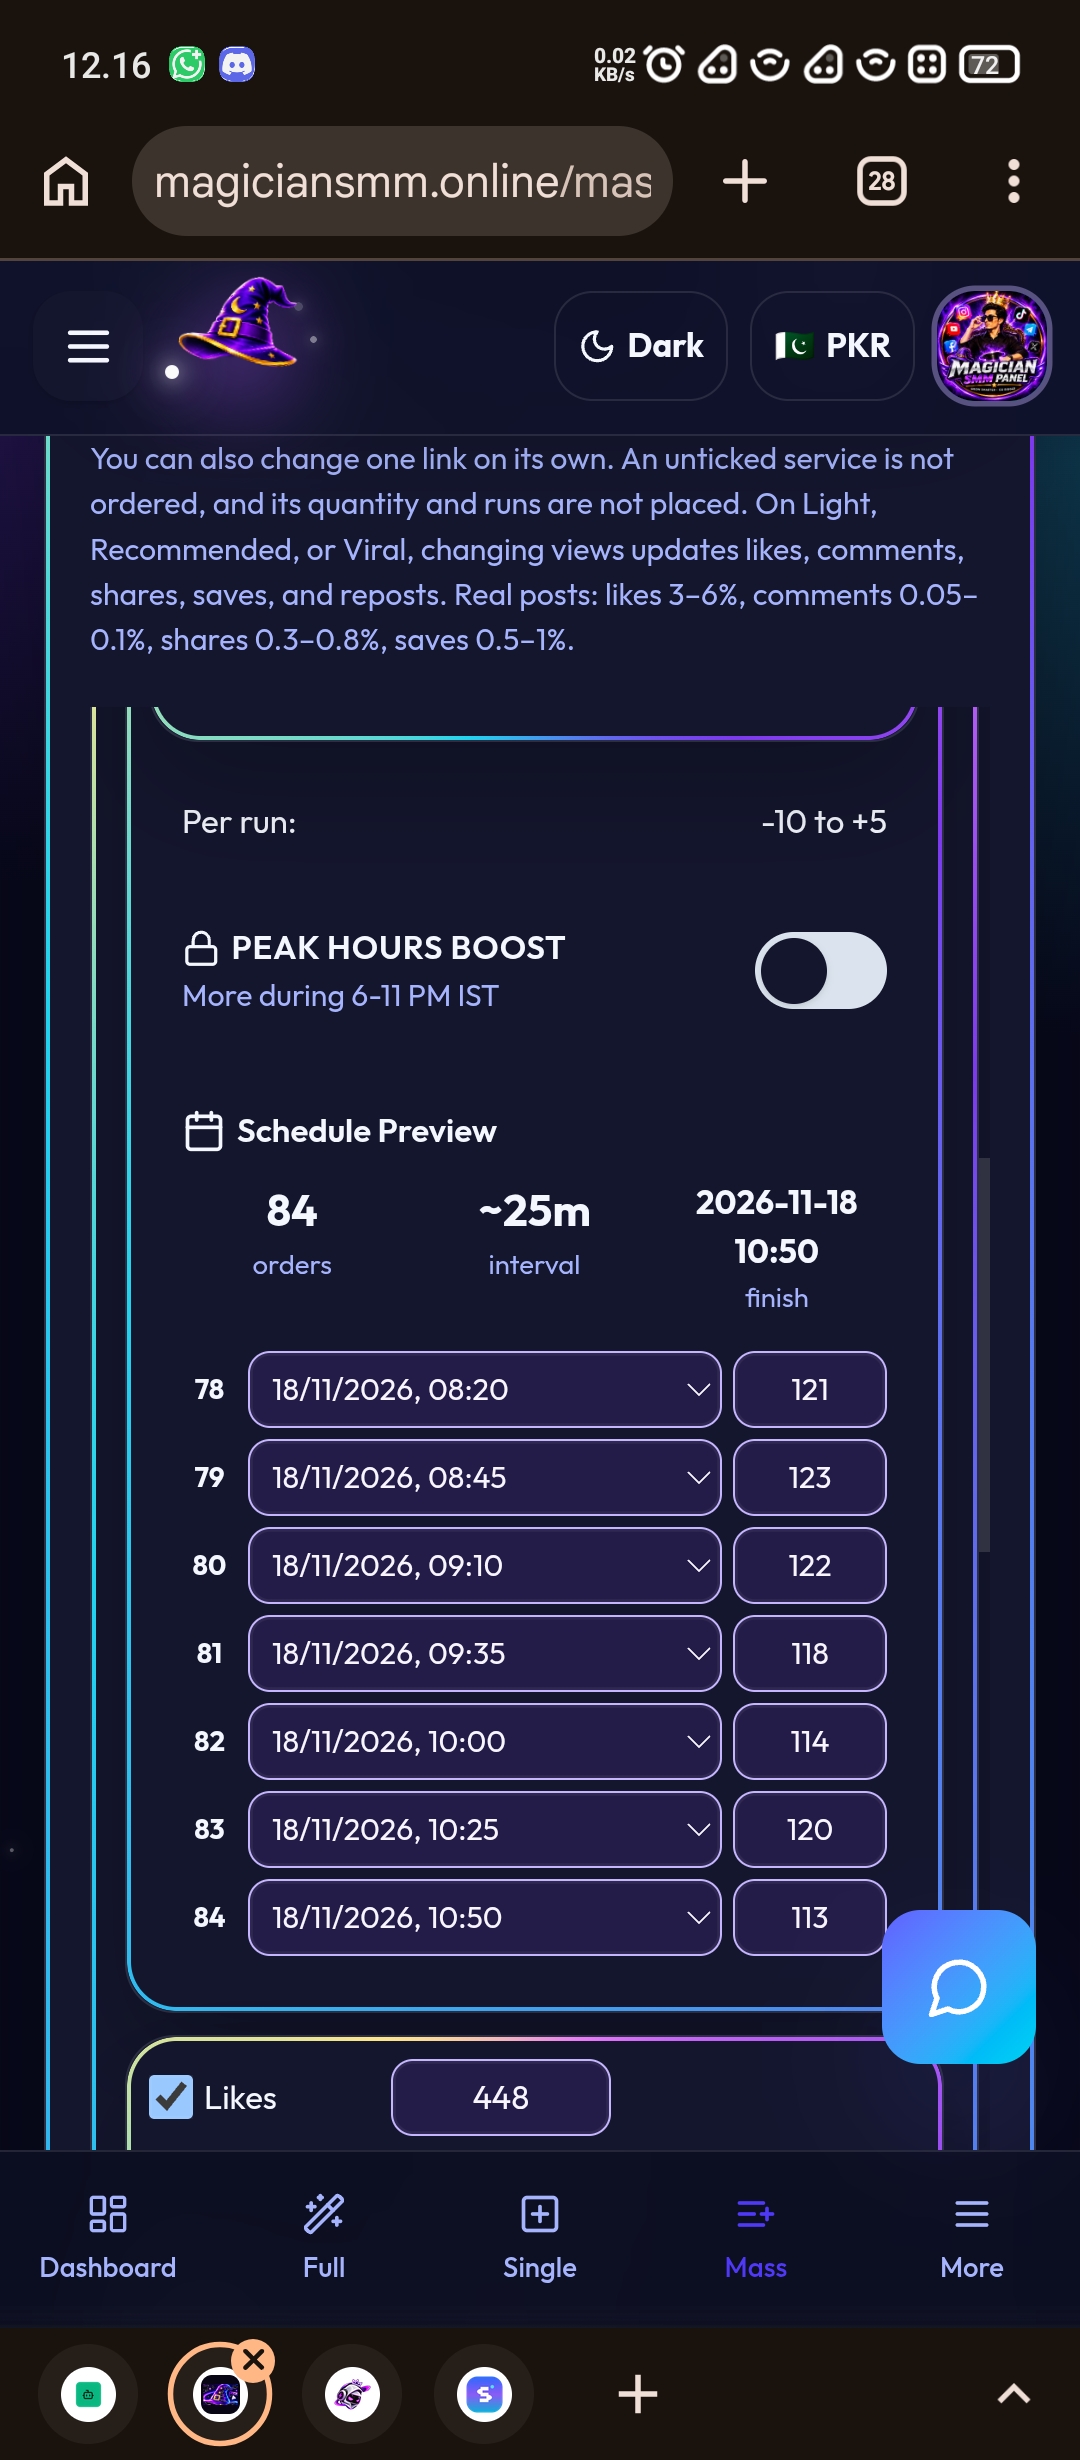 12.16
0.02
KB/s
72
magiciansmm.online/mas
28
Dark
PKR
MAGICIAN
SMM PANEL
You can also change one link on its own. An unticked service is not
ordered, and its quantity and runs are not placed. On Light,
Recommended, or Viral, changing views updates likes, comments,
shares, saves, and reposts. Real posts: likes 3–6%, comments 0.05–
0.1%, shares 0.3–0.8%, saves 0.5–1%.
Per run:
-10 to +5
PEAK HOURS BOOST
More during 6-11 PM IST
Schedule Preview
84
orders
~25m
interval
2026-11-18
10:50
finish
78 18/11/2026, 08:20 121
79 18/11/2026, 08:45 123
80 18/11/2026, 09:10 122
81 18/11/2026, 09:35 118
82 18/11/2026, 10:00 114
83 18/11/2026, 10:25 120
84 18/11/2026, 10:50 113
Likes 448
Dashboard
Full
Single
Mass
More